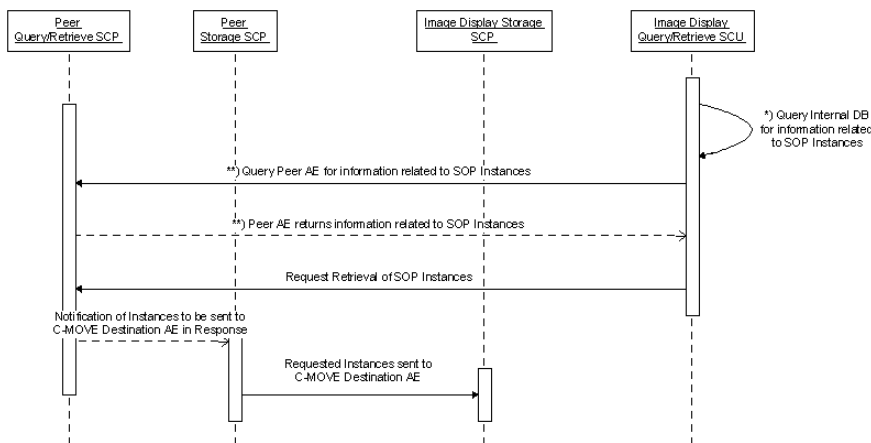 Peer
Query/Retrieve SCP
Peer
Storage SCP
Image Display Storage
SCP
Image Display
Query/Retrieve SCU
*) Query Internal DB
for information related
to SOP Instances
**) Query Peer AE for information related to SOP Instances
**) Peer AE returns information related to SOP Instances
Request Retrieval of SOP Instances
Notification of Instances to be sent to
C-MOVE Destination AE in Response
Requested Instances sent to
C-MOVE Destination AE